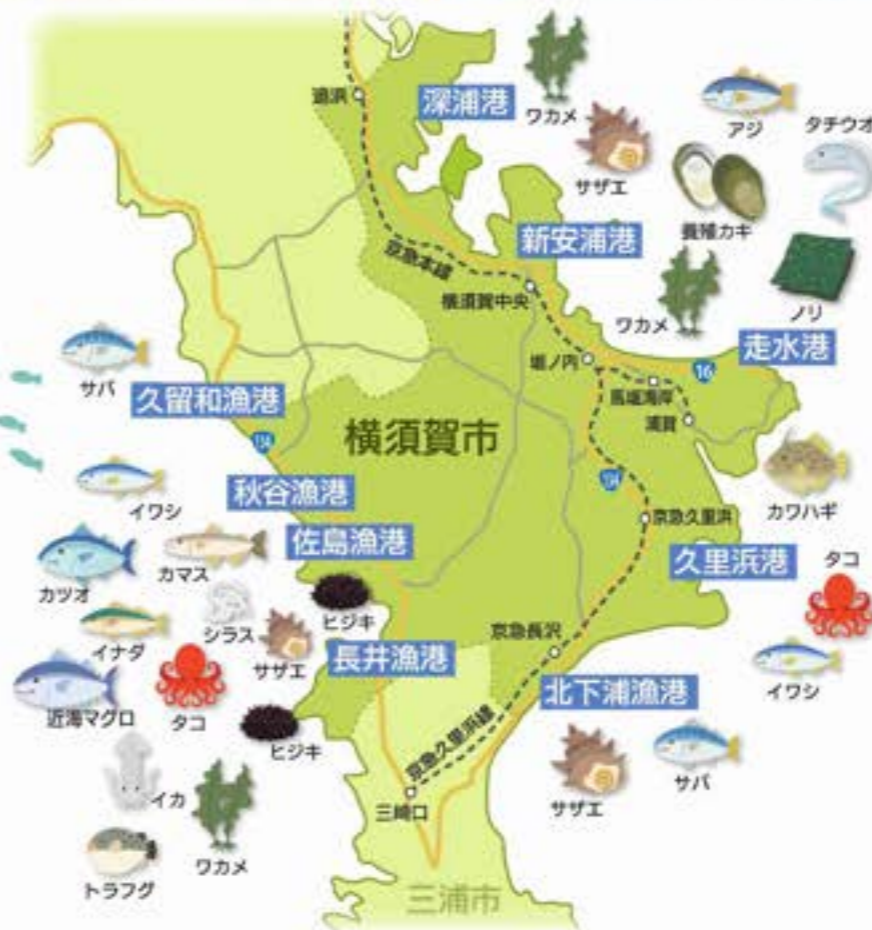 追浜
深浦港
ワカメ
サザエ
アジ
タチウオ
養殖カキ
新安浦港
京急本線
横須賀中央
ワカメ
ノリ
走水港
堀ノ内
16
馬堀海岸
浦賀
サバ
久留和漁港
134
横須賀市
秋谷漁港
イワシ
佐島漁港
134
カワハギ
京急久里浜
久里浜港
タコ
カツオ
カマス
シラス
ヒジキ
イナダ
サザエ
長井漁港
京急長沢
イワシ
近海マグロ
タコ
ヒジキ
北下浦漁港
京急久里浜線
サザエ
サバ
イカ
ワカメ
三崎口
トラフグ
三浦市